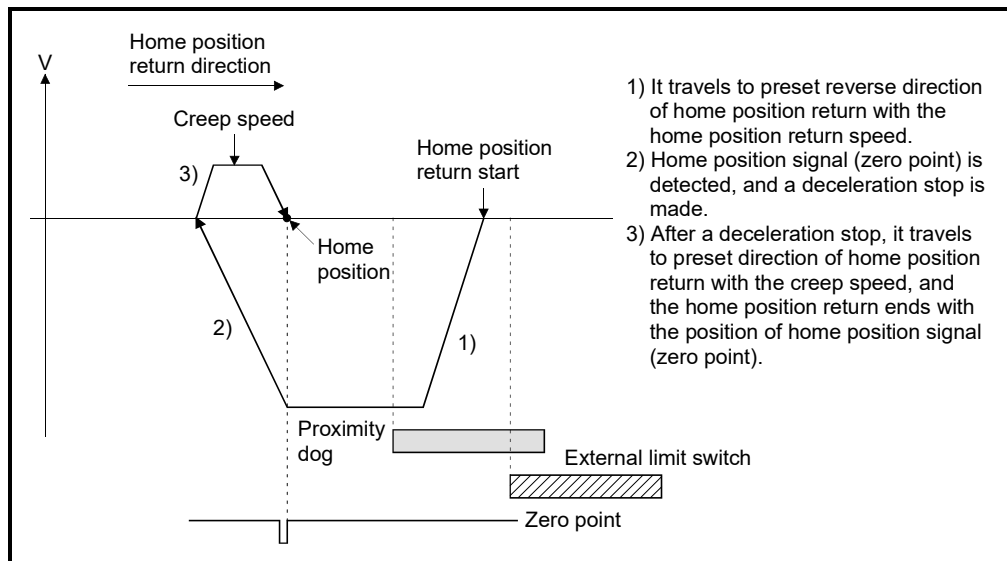 Home position
return direction
V
Creep speed
3)
Home position
return start
Home
position
2)
1)
Proximity
dog
External limit switch
Zero point
1) It travels to preset reverse direction
of home position return with the
home position return speed.
2) Home position signal (zero point) is
detected, and a deceleration stop is
made.
3) After a deceleration stop, it travels
to preset direction of home position
return with the creep speed, and
the home position return ends with
the position of home position signal
(zero point).